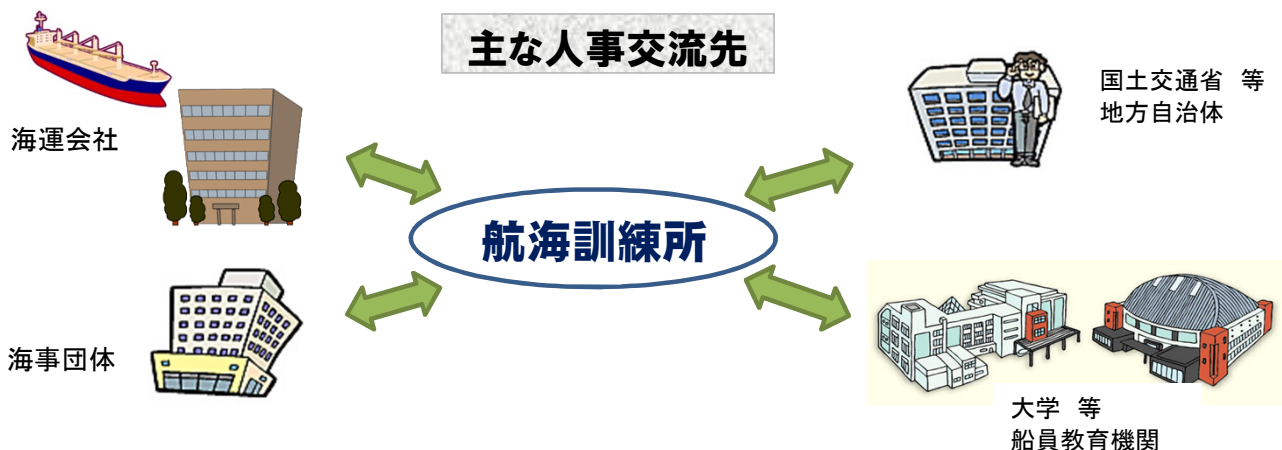 主な人事交流先
海運会社
国土交通省 等
地方自治体
航海訓練所
海事団体
大学 等
船員教育機関